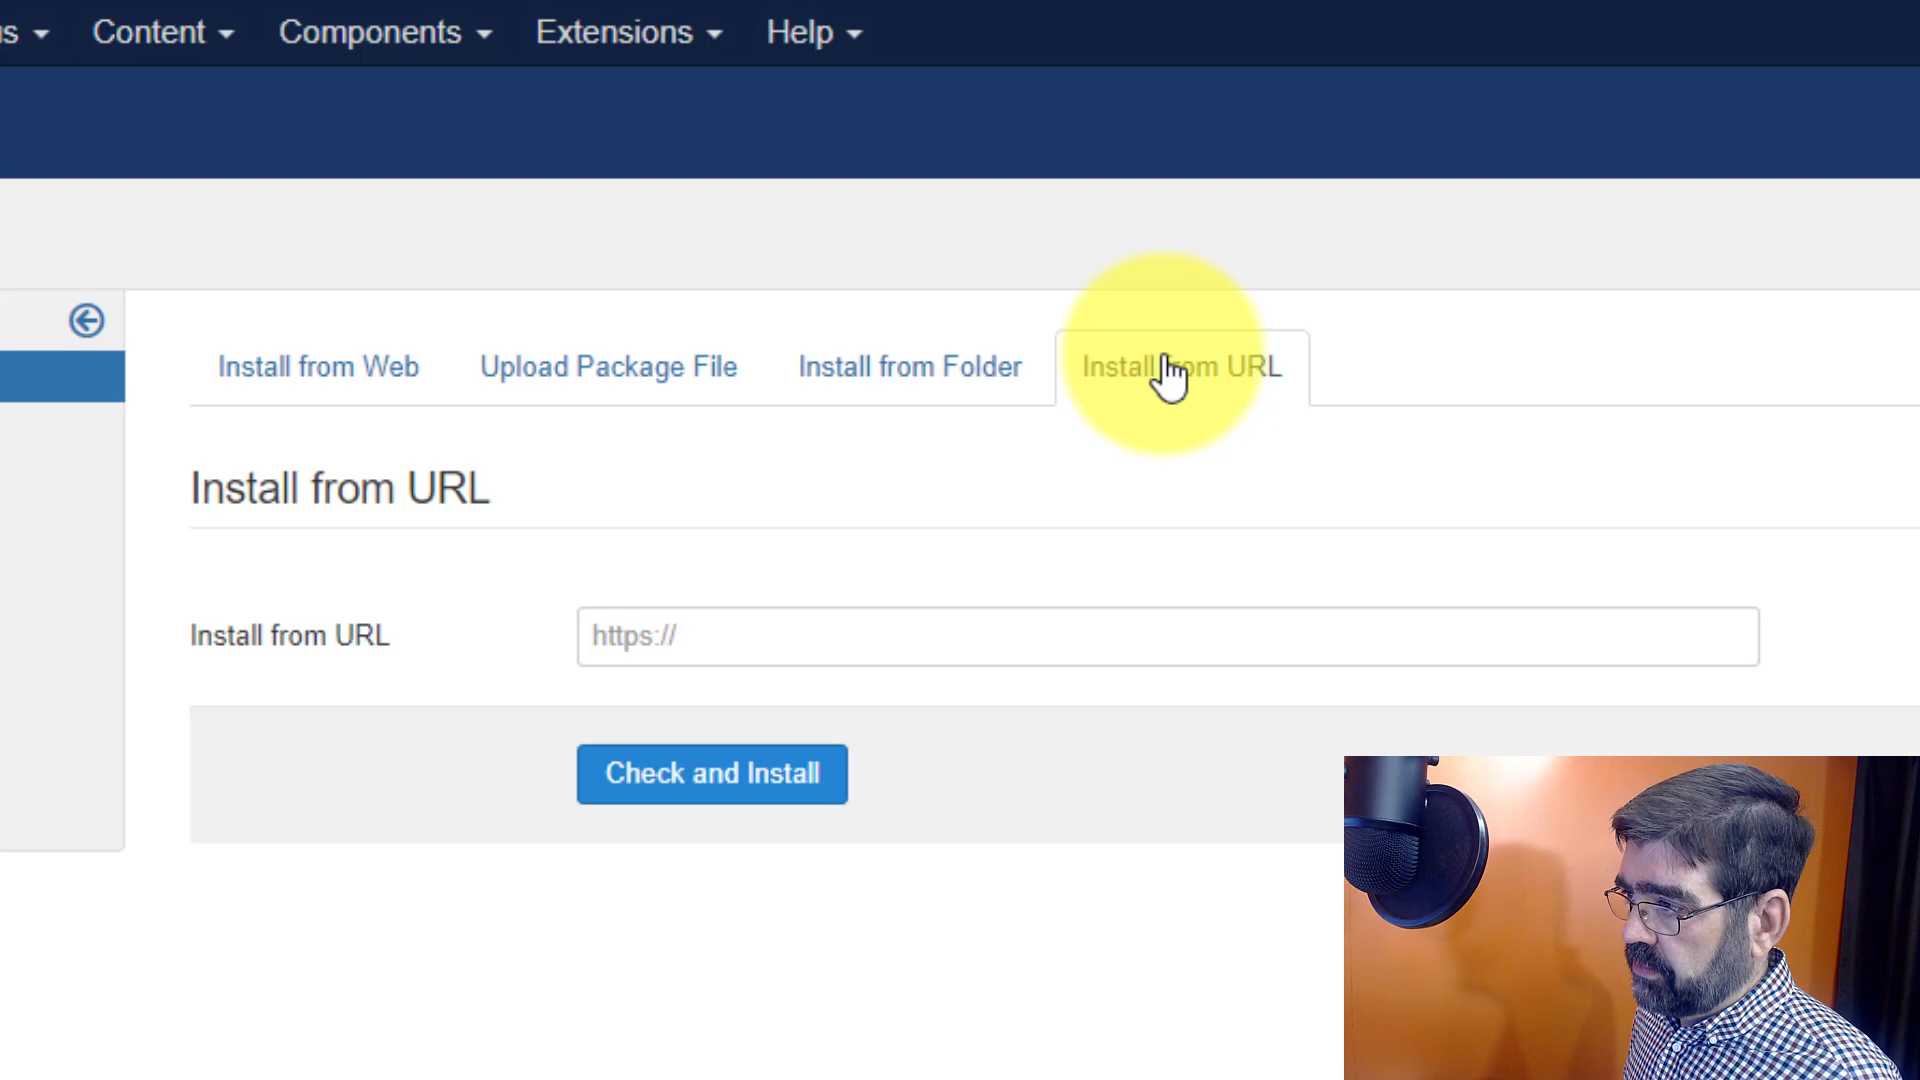 s Content Components Extensions Help
Install from Web Upload Package File Install from Folder Install from URL
Install from URL
Install from URL https://
Check and Install